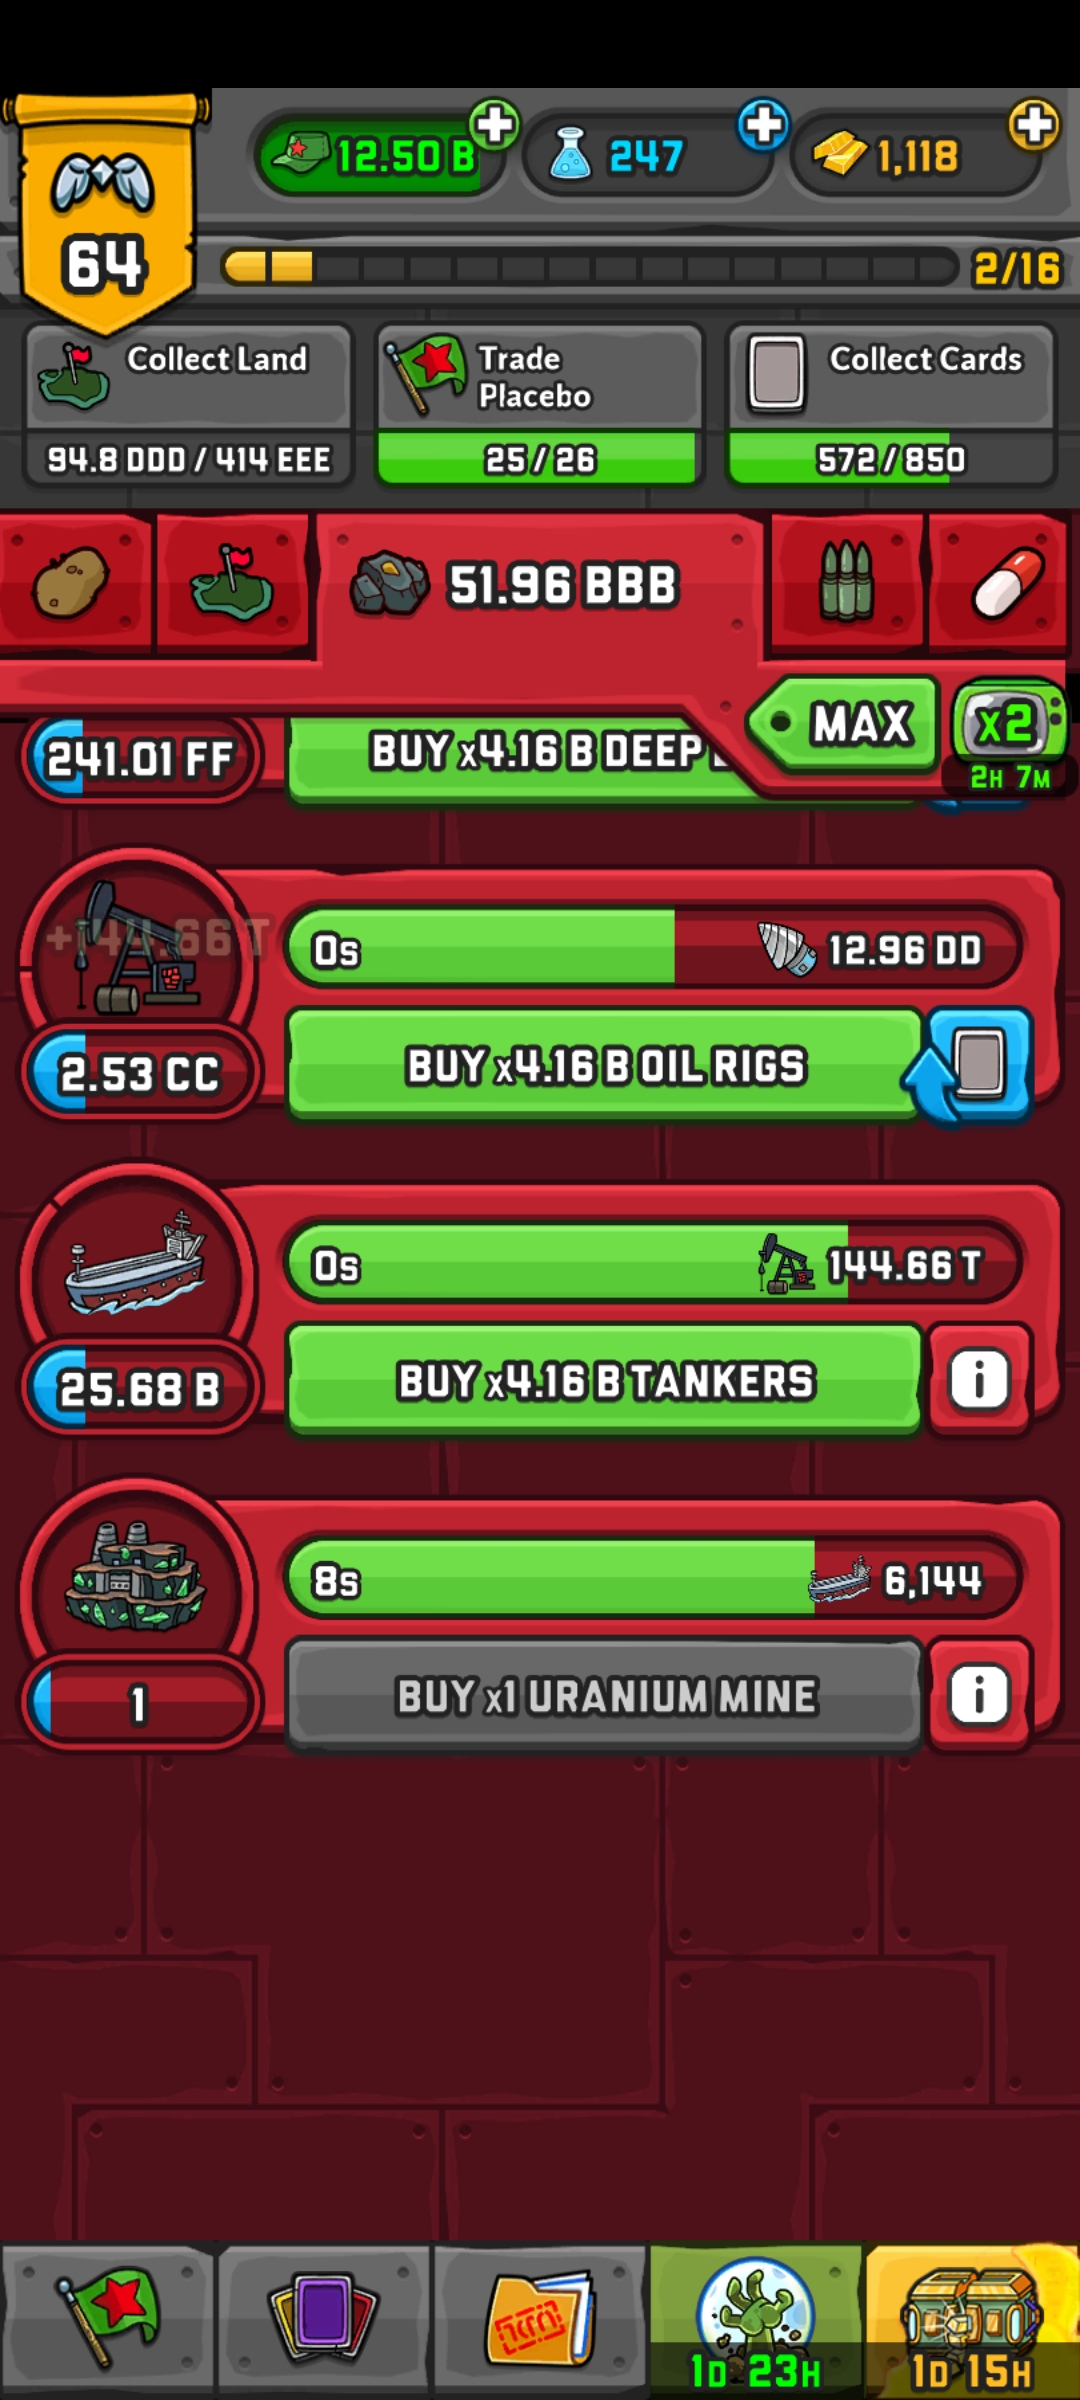 12.50 B
247
1,118
64
2/16
Collect Land
94.8 DDD / 414 EEE
Trade
Placebo
25 / 26
Collect Cards
572 / 850
51.96 BBB
MAX
X2
2H 7M
241.01 FF
BUY x4.16 B DEEP
+144.66 T
0s
12.96 DD
2.53 CC
BUY x4.16 B OIL RIGS
0s
144.66 T
25.68 B
BUY x4.16 B TANKERS
i
8s
6,144
1
BUY x1 URANIUM MINE
i
1D 23H
1D 15H